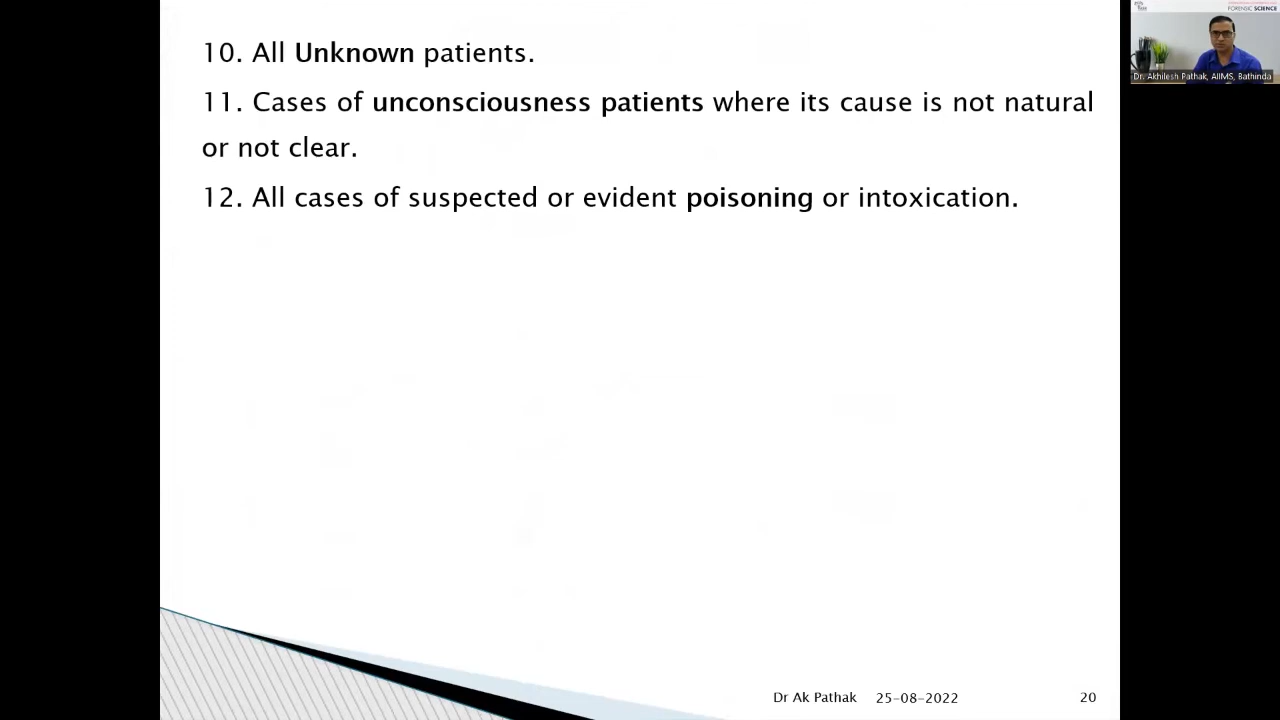 FORENSIC SCIENCE
Dr. Akhilesh Pathak, AIIMS, Bathinda
10. All Unknown patients.
11. Cases of unconsciousness patients where its cause is not natural
or not clear.
12. All cases of suspected or evident poisoning or intoxication.
Dr Ak Pathak 25-08-2022 20